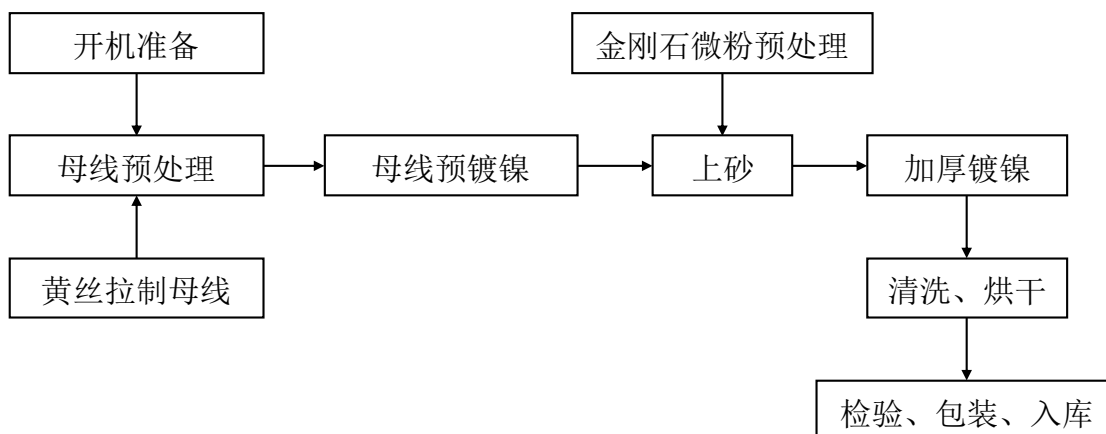 开机准备
金刚石微粉预处理
母线预处理
母线预镀镍
上砂
加厚镀镍
黄丝拉制母线
清洗、烘干
检验、包装、入库